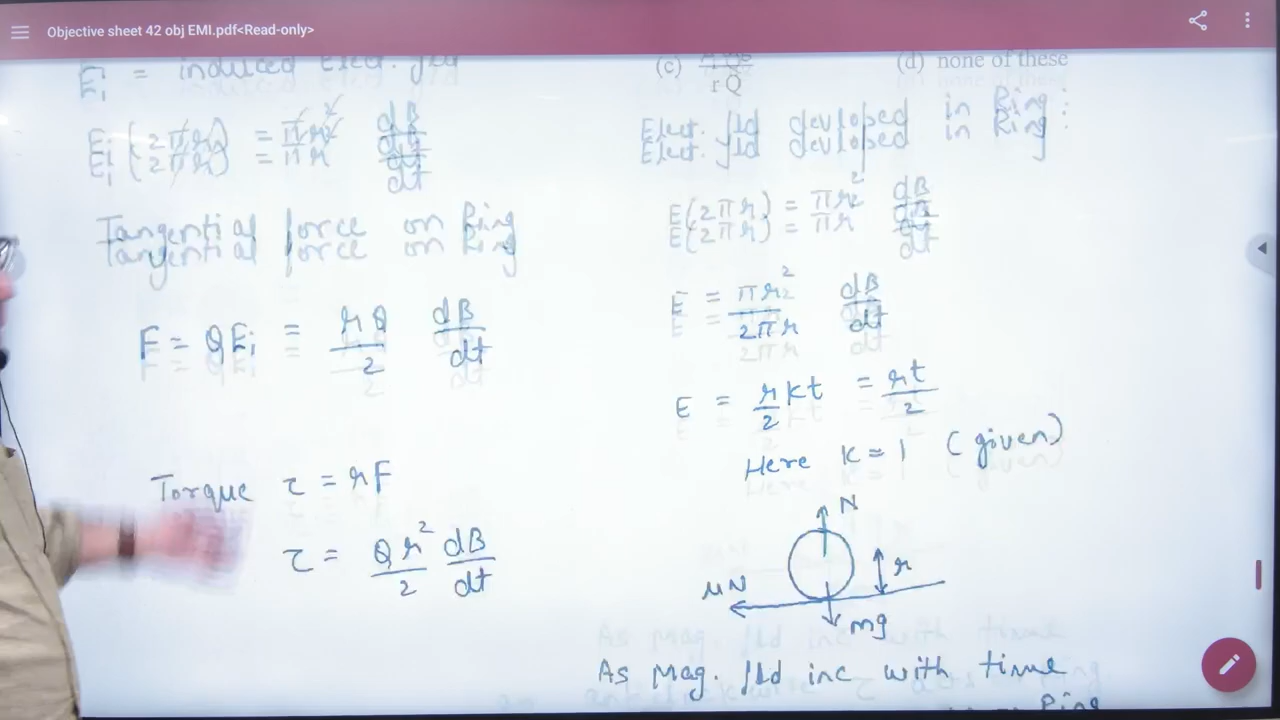 Objective sheet 42 obj EMI.pdf<Read-only>
Ei = induced Elect. fld
Ei (2πr) = πr² dB/dt
Tangential force on Ring
F = QEi = rQ/2 dB/dt
Torque τ = rF
τ = Qr²/2 dB/dt
(c) r Q
(d) none of these
Elect. fld devloped in Ring :
E(2πr) = πr² dB/dt
E = πr²/2πr dB/dt
E = r/2 kt = rt/2
Here K = 1 (given)
N
r
μN
mg
As Mag. fld inc with time
Ring